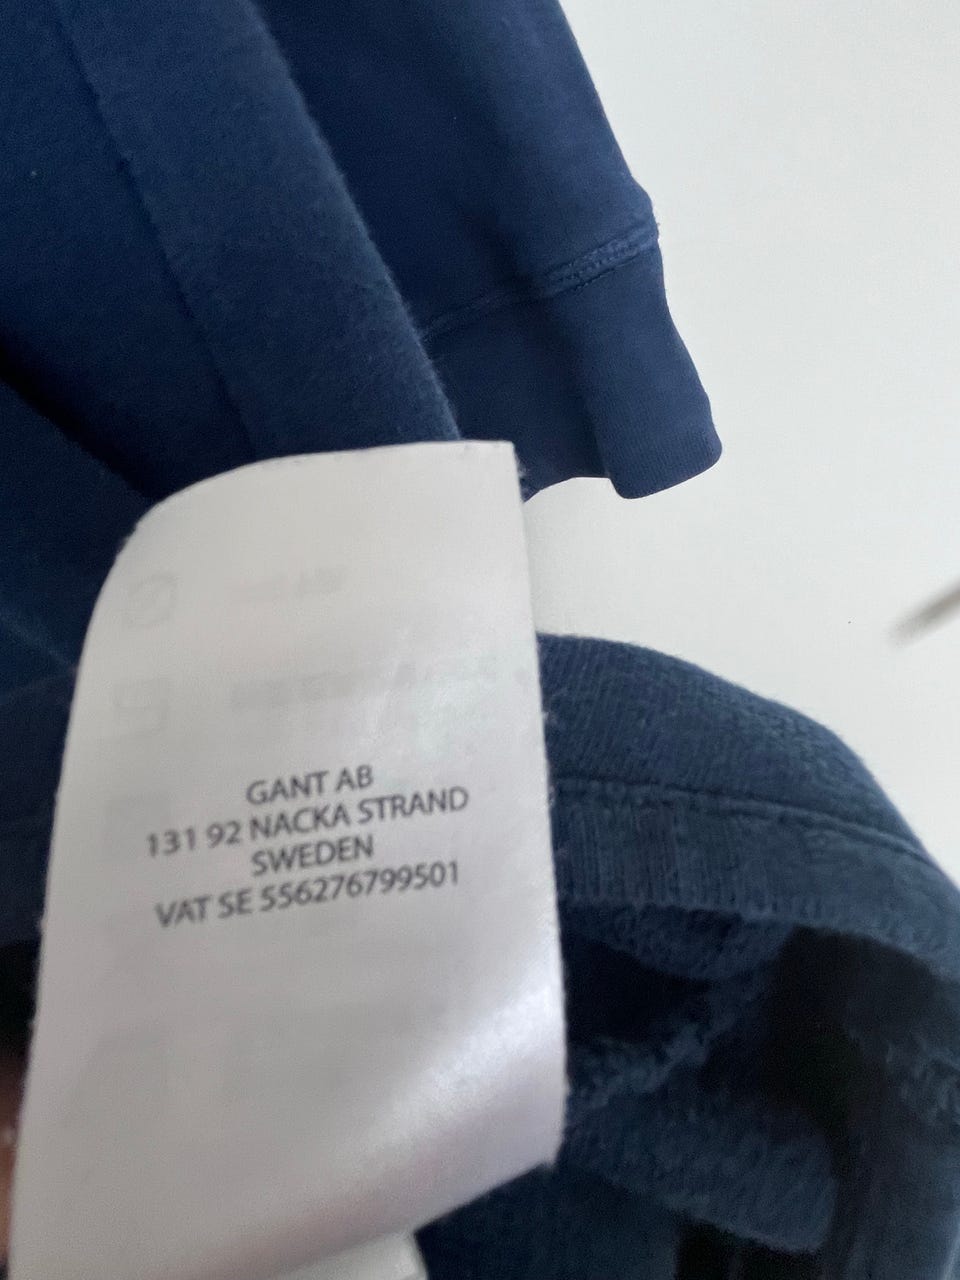 GANT AB
131 92 NACKA STRAND
SWEDEN
VAT SE 556276799501